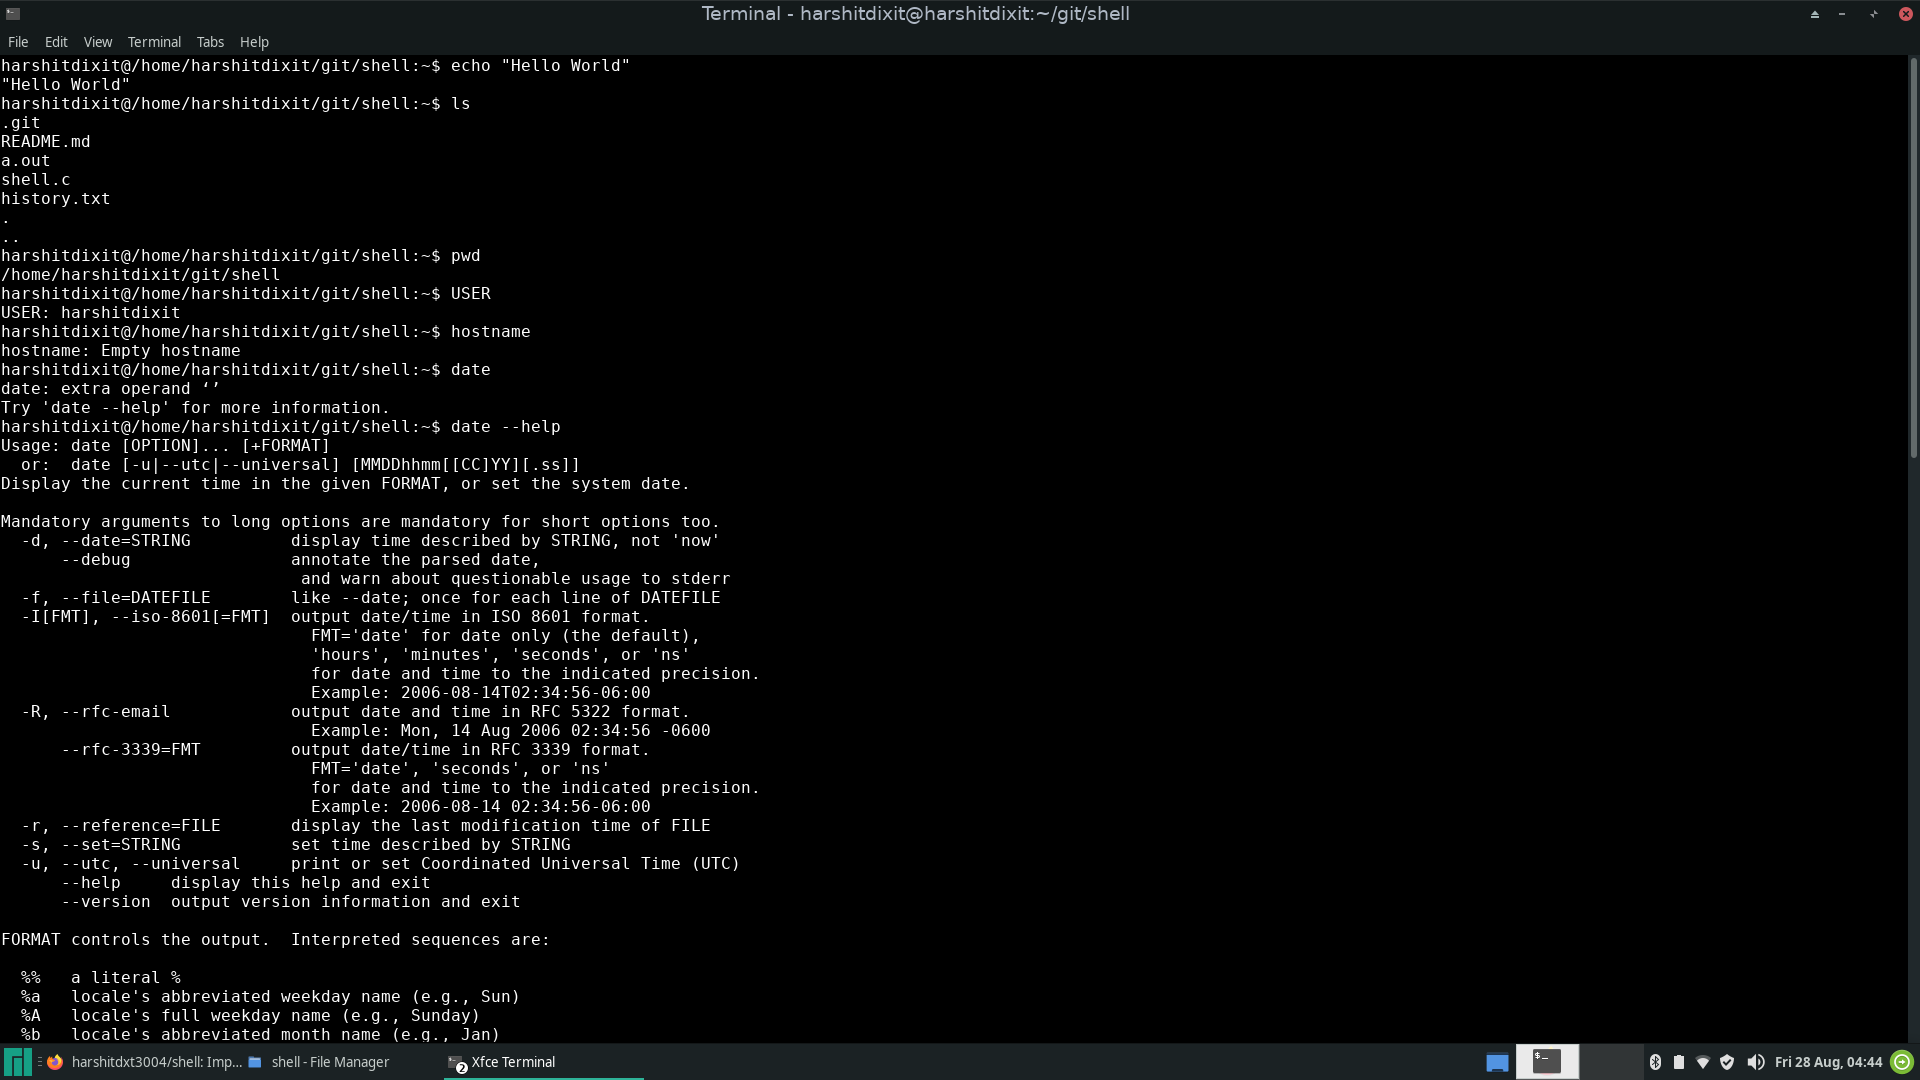 Terminal - harshitdixit@harshitdixit:~/git/shell
File Edit View Terminal Tabs Help
harshitdixit@/home/harshitdixit/git/shell:~$ echo "Hello World"
"Hello World"
harshitdixit@/home/harshitdixit/git/shell:~$ ls
.git
README.md
a.out
shell.c
history.txt
.
..
harshitdixit@/home/harshitdixit/git/shell:~$ pwd
/home/harshitdixit/git/shell
harshitdixit@/home/harshitdixit/git/shell:~$ USER
USER: harshitdixit
harshitdixit@/home/harshitdixit/git/shell:~$ hostname
hostname: Empty hostname
harshitdixit@/home/harshitdixit/git/shell:~$ date
date: extra operand ‘’
Try 'date --help' for more information.
harshitdixit@/home/harshitdixit/git/shell:~$ date --help
Usage: date [OPTION]... [+FORMAT]
  or:  date [-u|--utc|--universal] [MMDDhhmm[[CC]YY][.ss]]
Display the current time in the given FORMAT, or set the system date.

Mandatory arguments to long options are mandatory for short options too.
  -d, --date=STRING          display time described by STRING, not 'now'
      --debug                annotate the parsed date,
                              and warn about questionable usage to stderr
  -f, --file=DATEFILE        like --date; once for each line of DATEFILE
  -I[FMT], --iso-8601[=FMT]  output date/time in ISO 8601 format.
                               FMT='date' for date only (the default),
                               'hours', 'minutes', 'seconds', or 'ns'
                               for date and time to the indicated precision.
                               Example: 2006-08-14T02:34:56-06:00
  -R, --rfc-email            output date and time in RFC 5322 format.
                               Example: Mon, 14 Aug 2006 02:34:56 -0600
      --rfc-3339=FMT         output date/time in RFC 3339 format.
                               FMT='date', 'seconds', or 'ns'
                               for date and time to the indicated precision.
                               Example: 2006-08-14 02:34:56-06:00
  -r, --reference=FILE       display the last modification time of FILE
  -s, --set=STRING           set time described by STRING
  -u, --utc, --universal     print or set Coordinated Universal Time (UTC)
      --help     display this help and exit
      --version  output version information and exit

FORMAT controls the output.  Interpreted sequences are:

  %%   a literal %
  %a   locale's abbreviated weekday name (e.g., Sun)
  %A   locale's full weekday name (e.g., Sunday)
  %b   locale's abbreviated month name (e.g., Jan)
harshitdxt3004/shell: Imp... shell - File Manager 2 Xfce Terminal Fri 28 Aug, 04:44